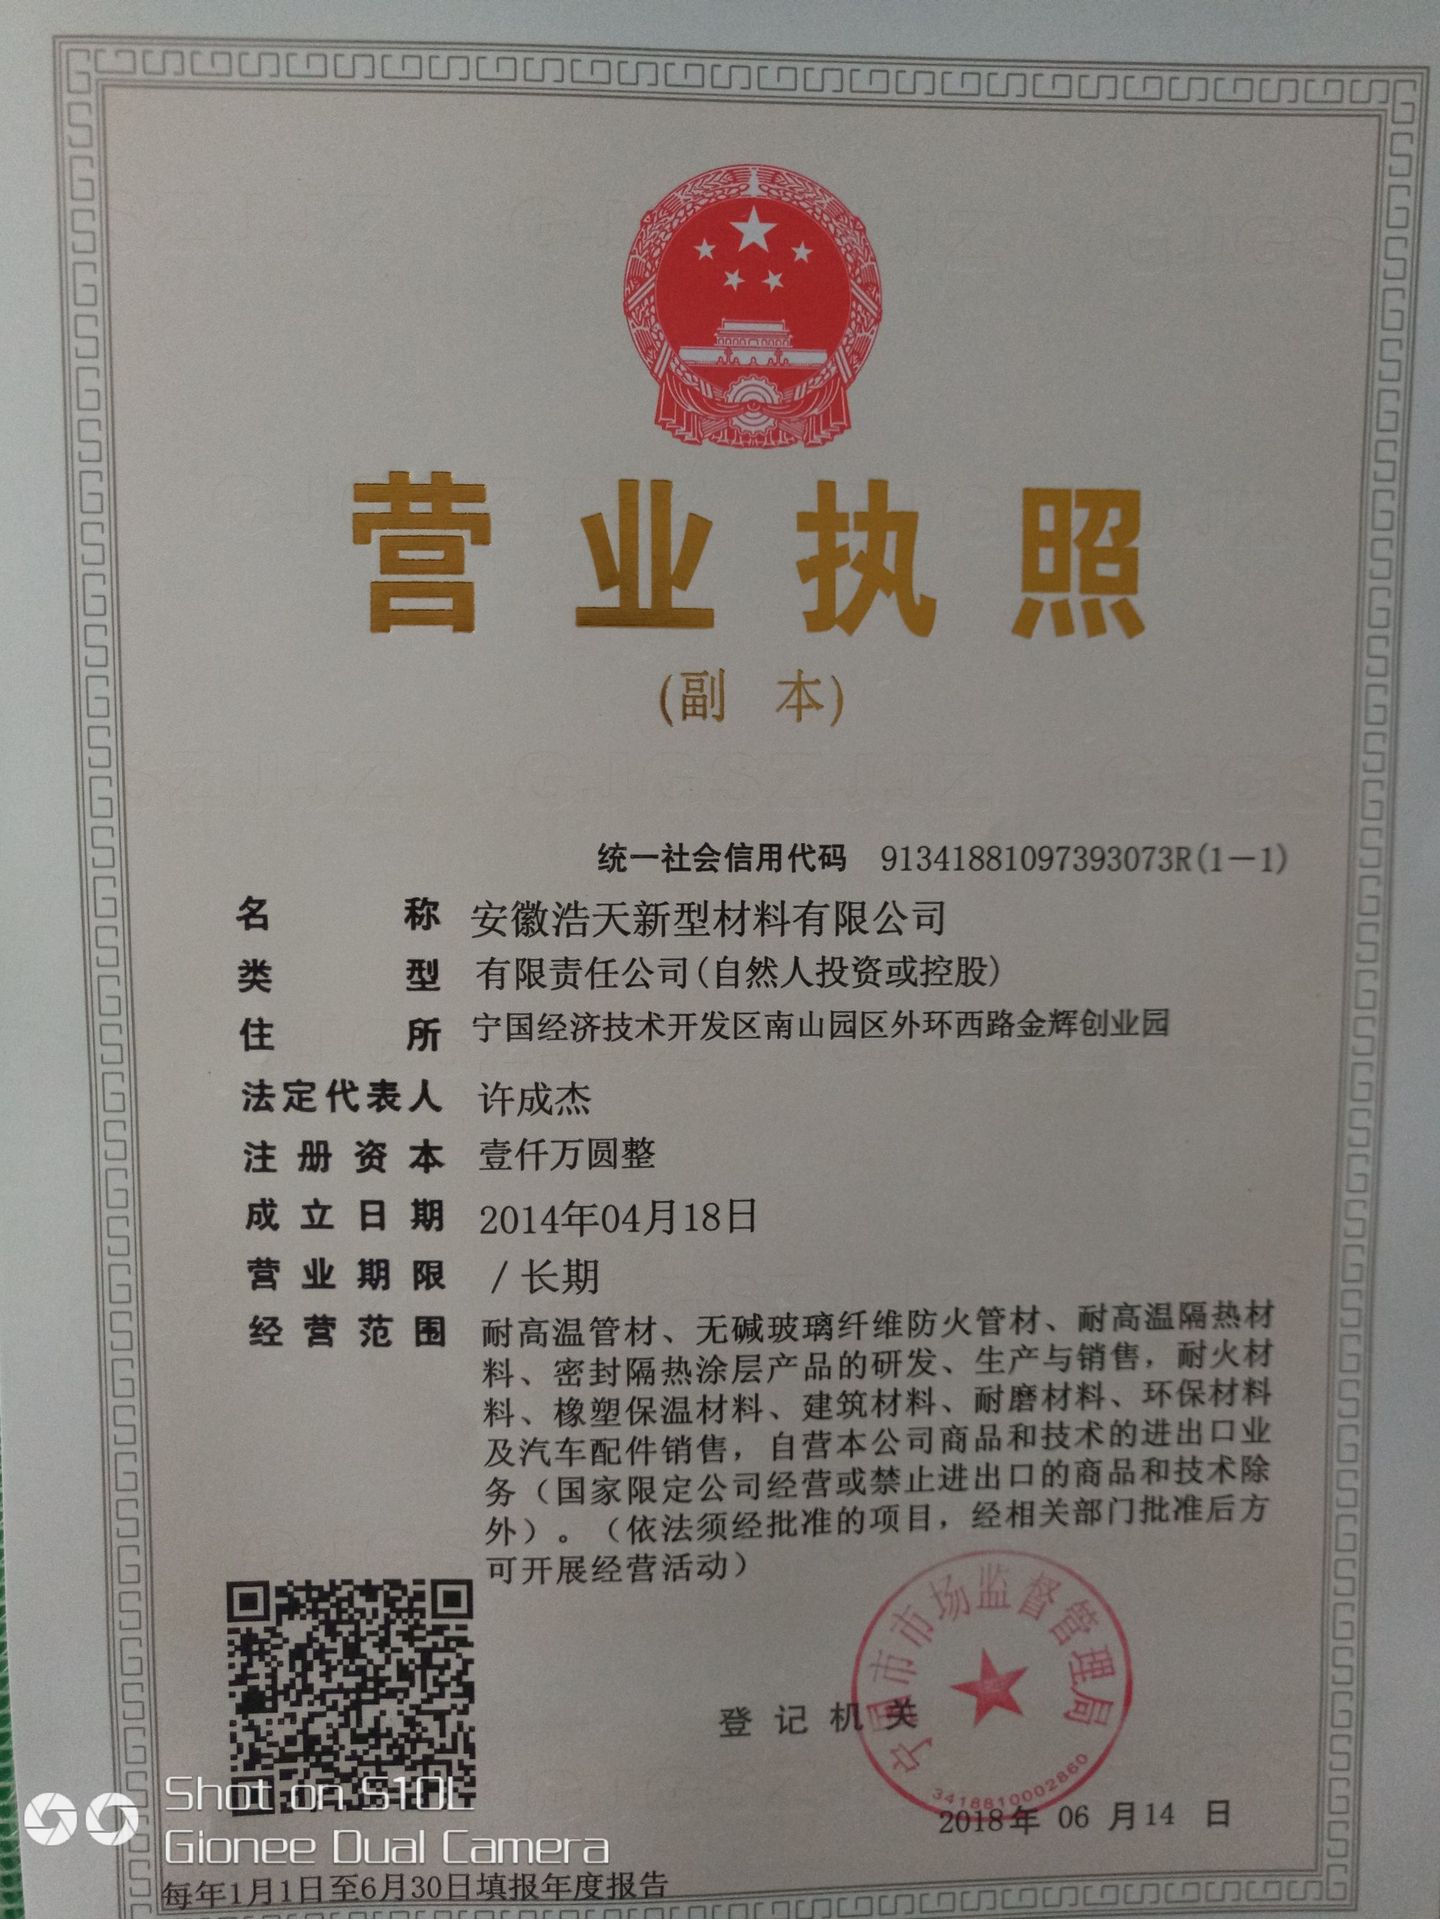 营业执照
(副 本)
统一社会信用代码 91341881097393073R(1-1)
名 称 安徽浩天新型材料有限公司
类 型 有限责任公司(自然人投资或控股)
住 所 宁国经济技术开发区南山园区外环西路金辉创业园
法定代表人 许成杰
注册资本 壹仟万圆整
成立日期 2014年04月18日
营业期限 / 长期
经营范围 耐高温管材、无碱玻璃纤维防火管材、耐高温隔热材
料、密封隔热涂层产品的研发、生产与销售，耐火材
料、橡塑保温材料、建筑材料、耐磨材料、环保材料
及汽车配件销售，自营本公司商品和技术的进出口业
务（国家限定公司经营或禁止进出口的商品和技术除
外）。（依法须经批准的项目，经相关部门批准后方
可开展经营活动）
宁国市市场监督管理局
登记机关
3418810002860
2018年 06 月14 日
Shot on S10L
Gionee Dual Camera
每年1月1日至6月30日填报年度报告